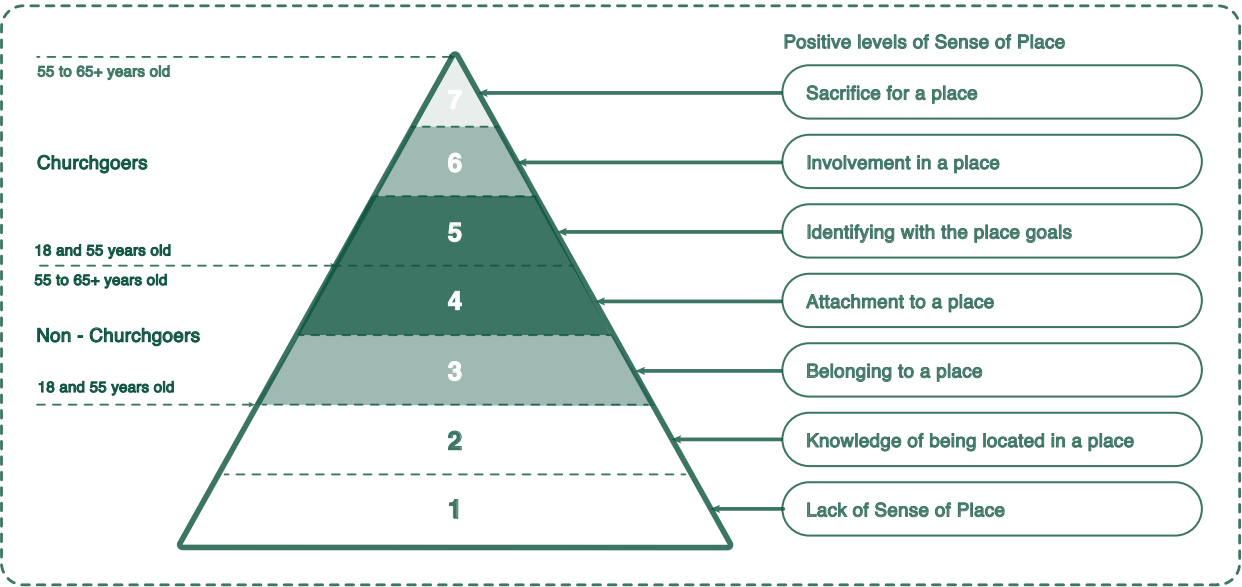 Positive levels of Sense of Place
55 to 65+ years old
7
Sacrifice for a place
Churchgoers
6
Involvement in a place
5
Identifying with the place goals
18 and 55 years old
55 to 65+ years old
4
Attachment to a place
Non - Churchgoers
3
Belonging to a place
18 and 55 years old
2
Knowledge of being located in a place
1
Lack of Sense of Place